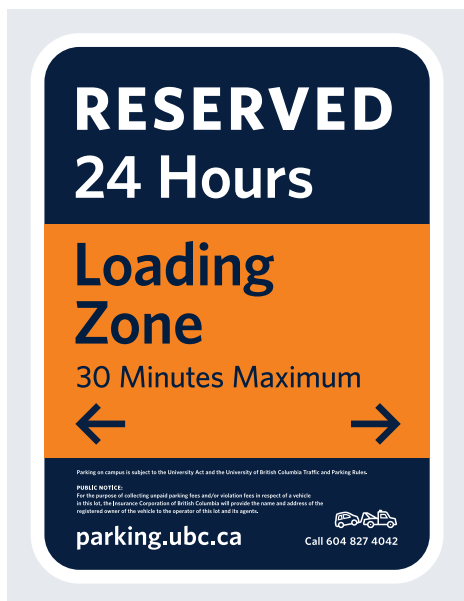 RESERVED
24 Hours
Loading
Zone
30 Minutes Maximum
Parking on campus is subject to the University Act and the University of British Columbia Traffic and Parking Rules.
PUBLIC NOTICE:
For the purpose of collecting unpaid parking fees and/or violation fees in respect of a vehicle
in this lot, the Insurance Corporation of British Columbia will provide the name and address of the
registered owner of the vehicle to the operator of this lot and its agents.
parking.ubc.ca
Call 604 827 4042